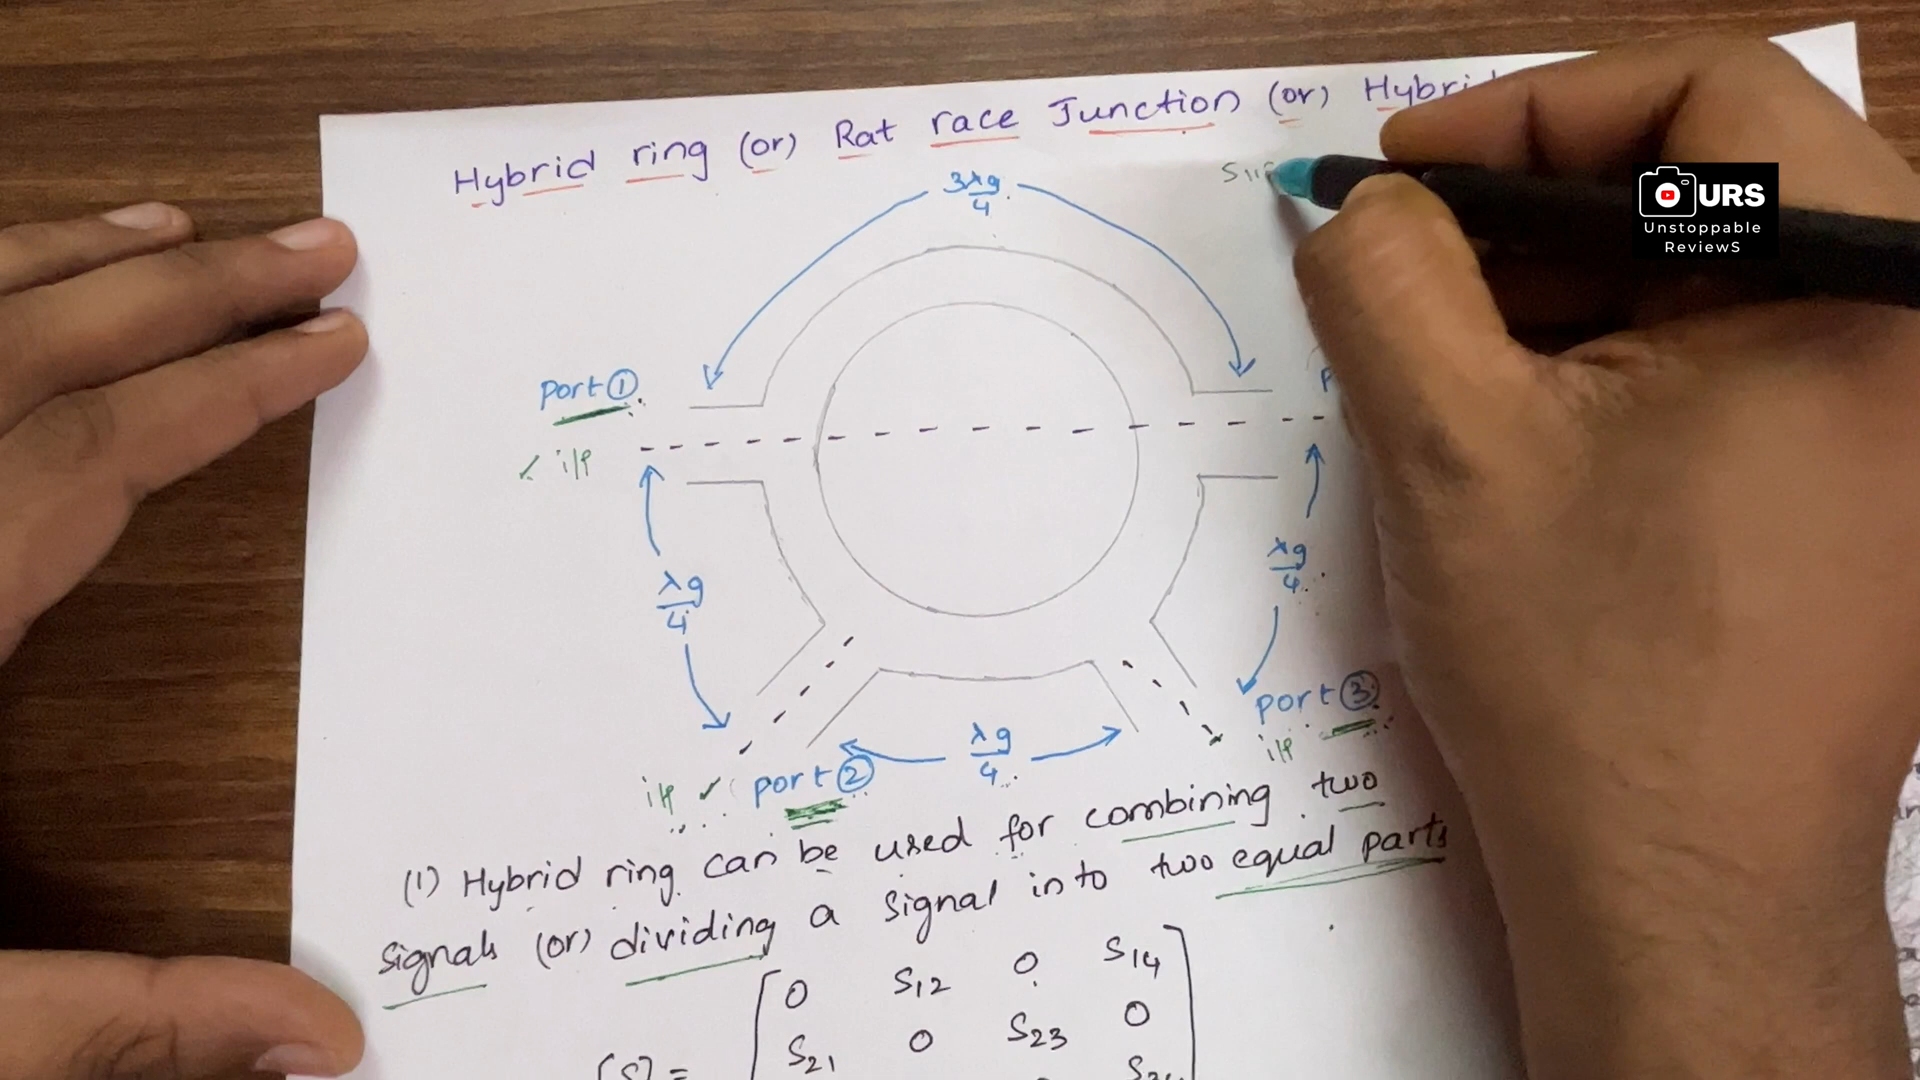 Hybrid ring (or) Rat race Junction (or) Hybri
3λg
4
S11
port ①
✓ i/p
λg
4
λg
4
port ③
i/p
λg
4
i/p ✓ port ②
(1) Hybrid ring can be used for combining two
signals (or) dividing a signal into two equal parts
0 S12 0 S14
S21 0 S23 0
[S] =
OURS
Unstoppable
ReviewS